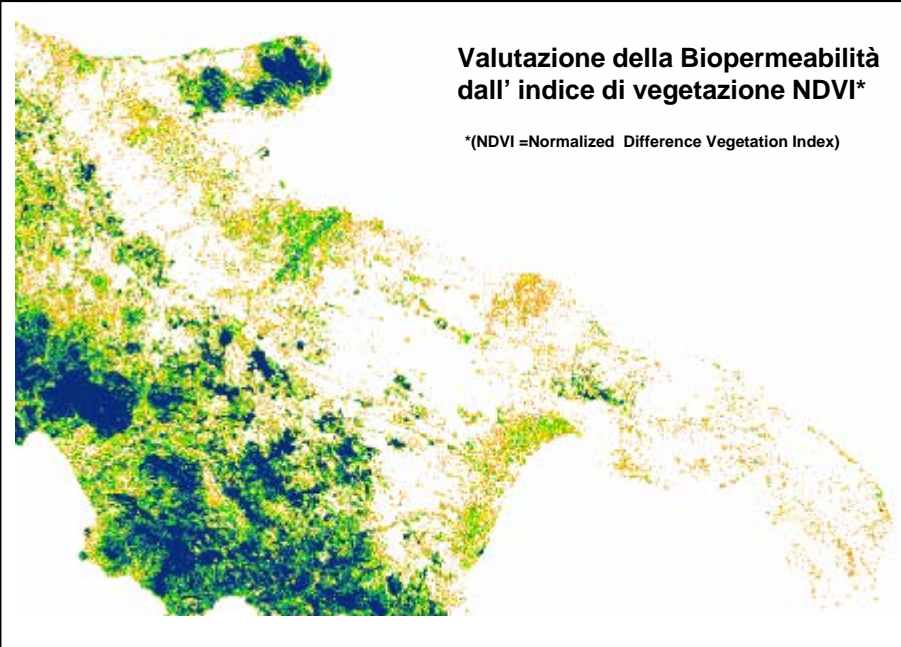 Valutazione della Biopermeabilità
dall' indice di vegetazione NDVI*
*(NDVI =Normalized Difference Vegetation Index)